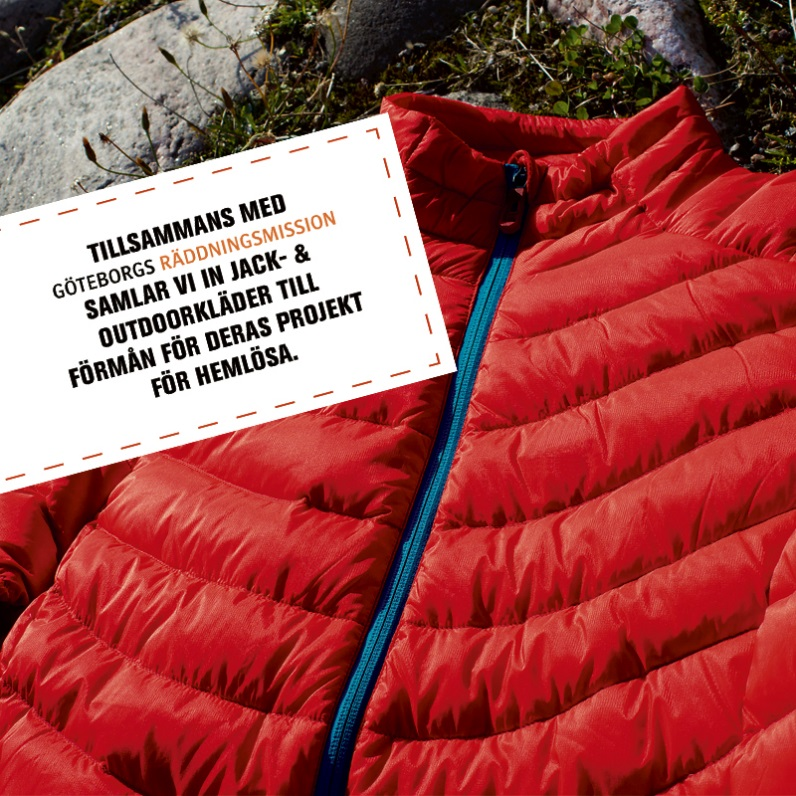 TILLSAMMANS MED
GÖTEBORGS RÄDDNINGSMISSION
SAMLAR VI IN JACK- &
OUTDOORKLÄDER TILL
FÖRMÅN FÖR DERAS PROJEKT
FÖR HEMLÖSA.